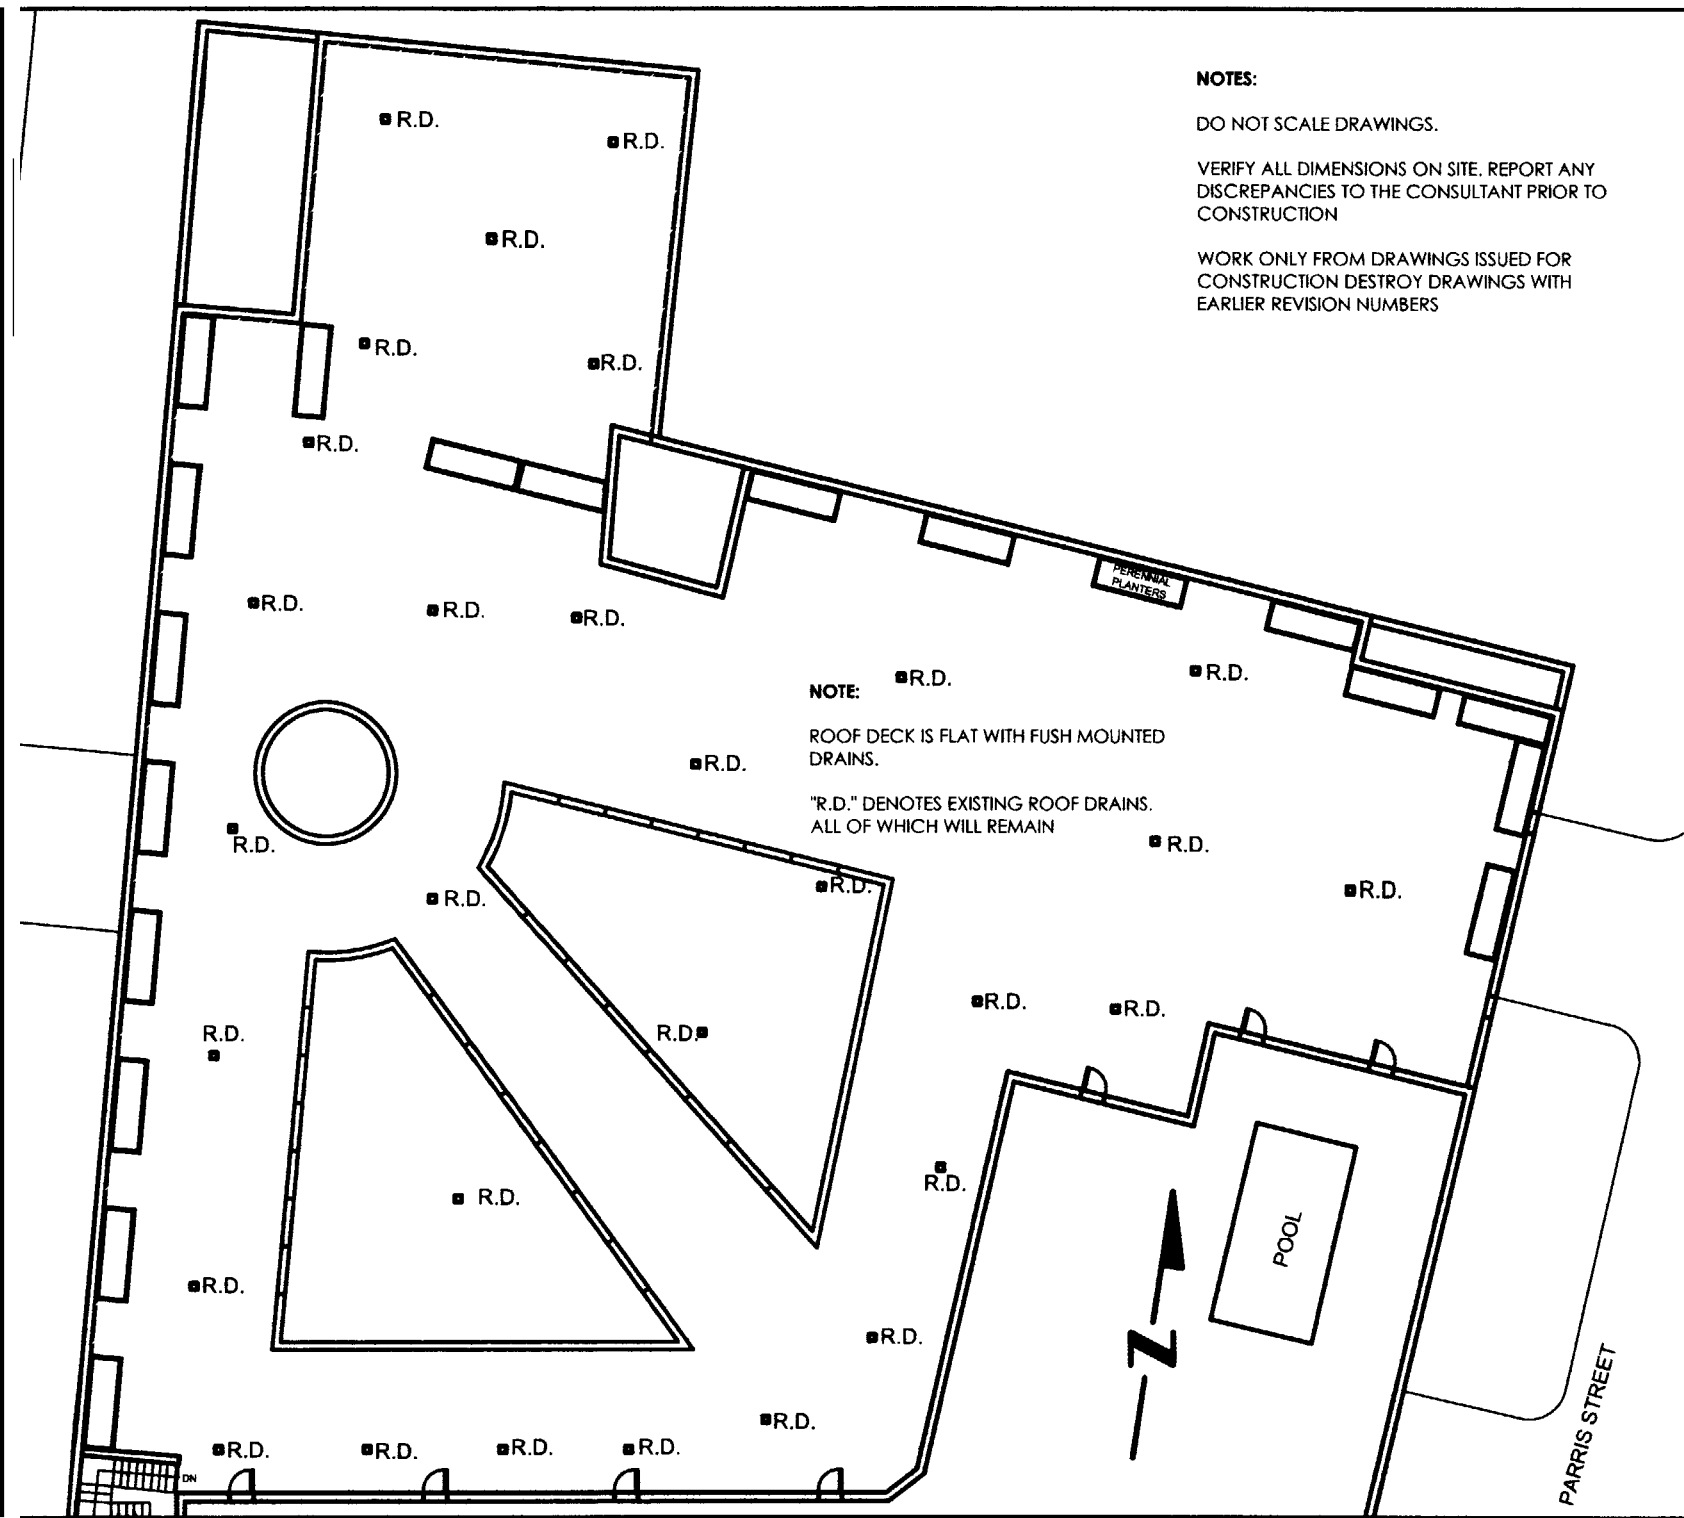 NOTES:
DO NOT SCALE DRAWINGS.
VERIFY ALL DIMENSIONS ON SITE. REPORT ANY
DISCREPANCIES TO THE CONSULTANT PRIOR TO
CONSTRUCTION
WORK ONLY FROM DRAWINGS ISSUED FOR
CONSTRUCTION DESTROY DRAWINGS WITH
EARLIER REVISION NUMBERS
R.D.
R.D.
R.D.
R.D.
R.D.
R.D.
PERENNIAL
PLANTERS
R.D.
R.D.
R.D.
R.D.
R.D.
NOTE:
ROOF DECK IS FLAT WITH FUSH MOUNTED
DRAINS.
"R.D." DENOTES EXISTING ROOF DRAINS.
ALL OF WHICH WILL REMAIN
R.D.
R.D.
R.D.
R.D.
R.D.
R.D.
R.D.
R.D.
R.D.
R.D.
R.D.
R.D.
R.D.
POOL
N
R.D.
PARRIS STREET
R.D.
R.D.
R.D.
R.D.
R.D.
DN